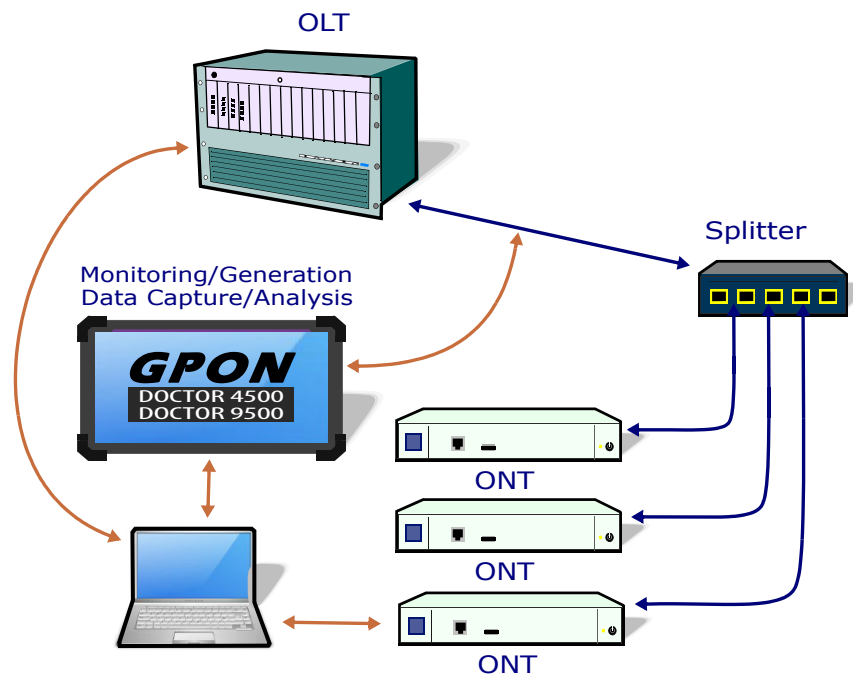 OLT
Splitter
Monitoring/Generation
Data Capture/Analysis
GPON
DOCTOR 4500
DOCTOR 9500
ONT
ONT
ONT